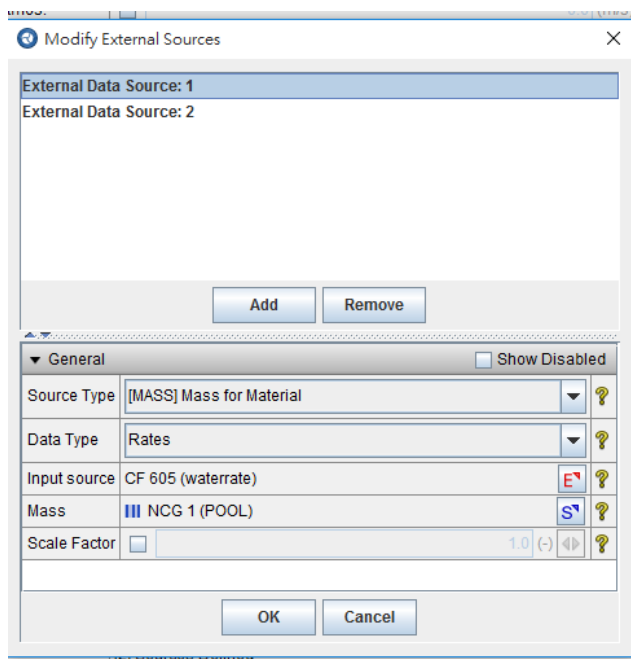 Modify External Sources
External Data Source: 1
External Data Source: 2
Add Remove
General Show Disabled
Source Type [MASS] Mass for Material
Data Type Rates
Input source CF 605 (waterrate) E
Mass NCG 1 (POOL) S
Scale Factor 1.0 (-)
OK Cancel